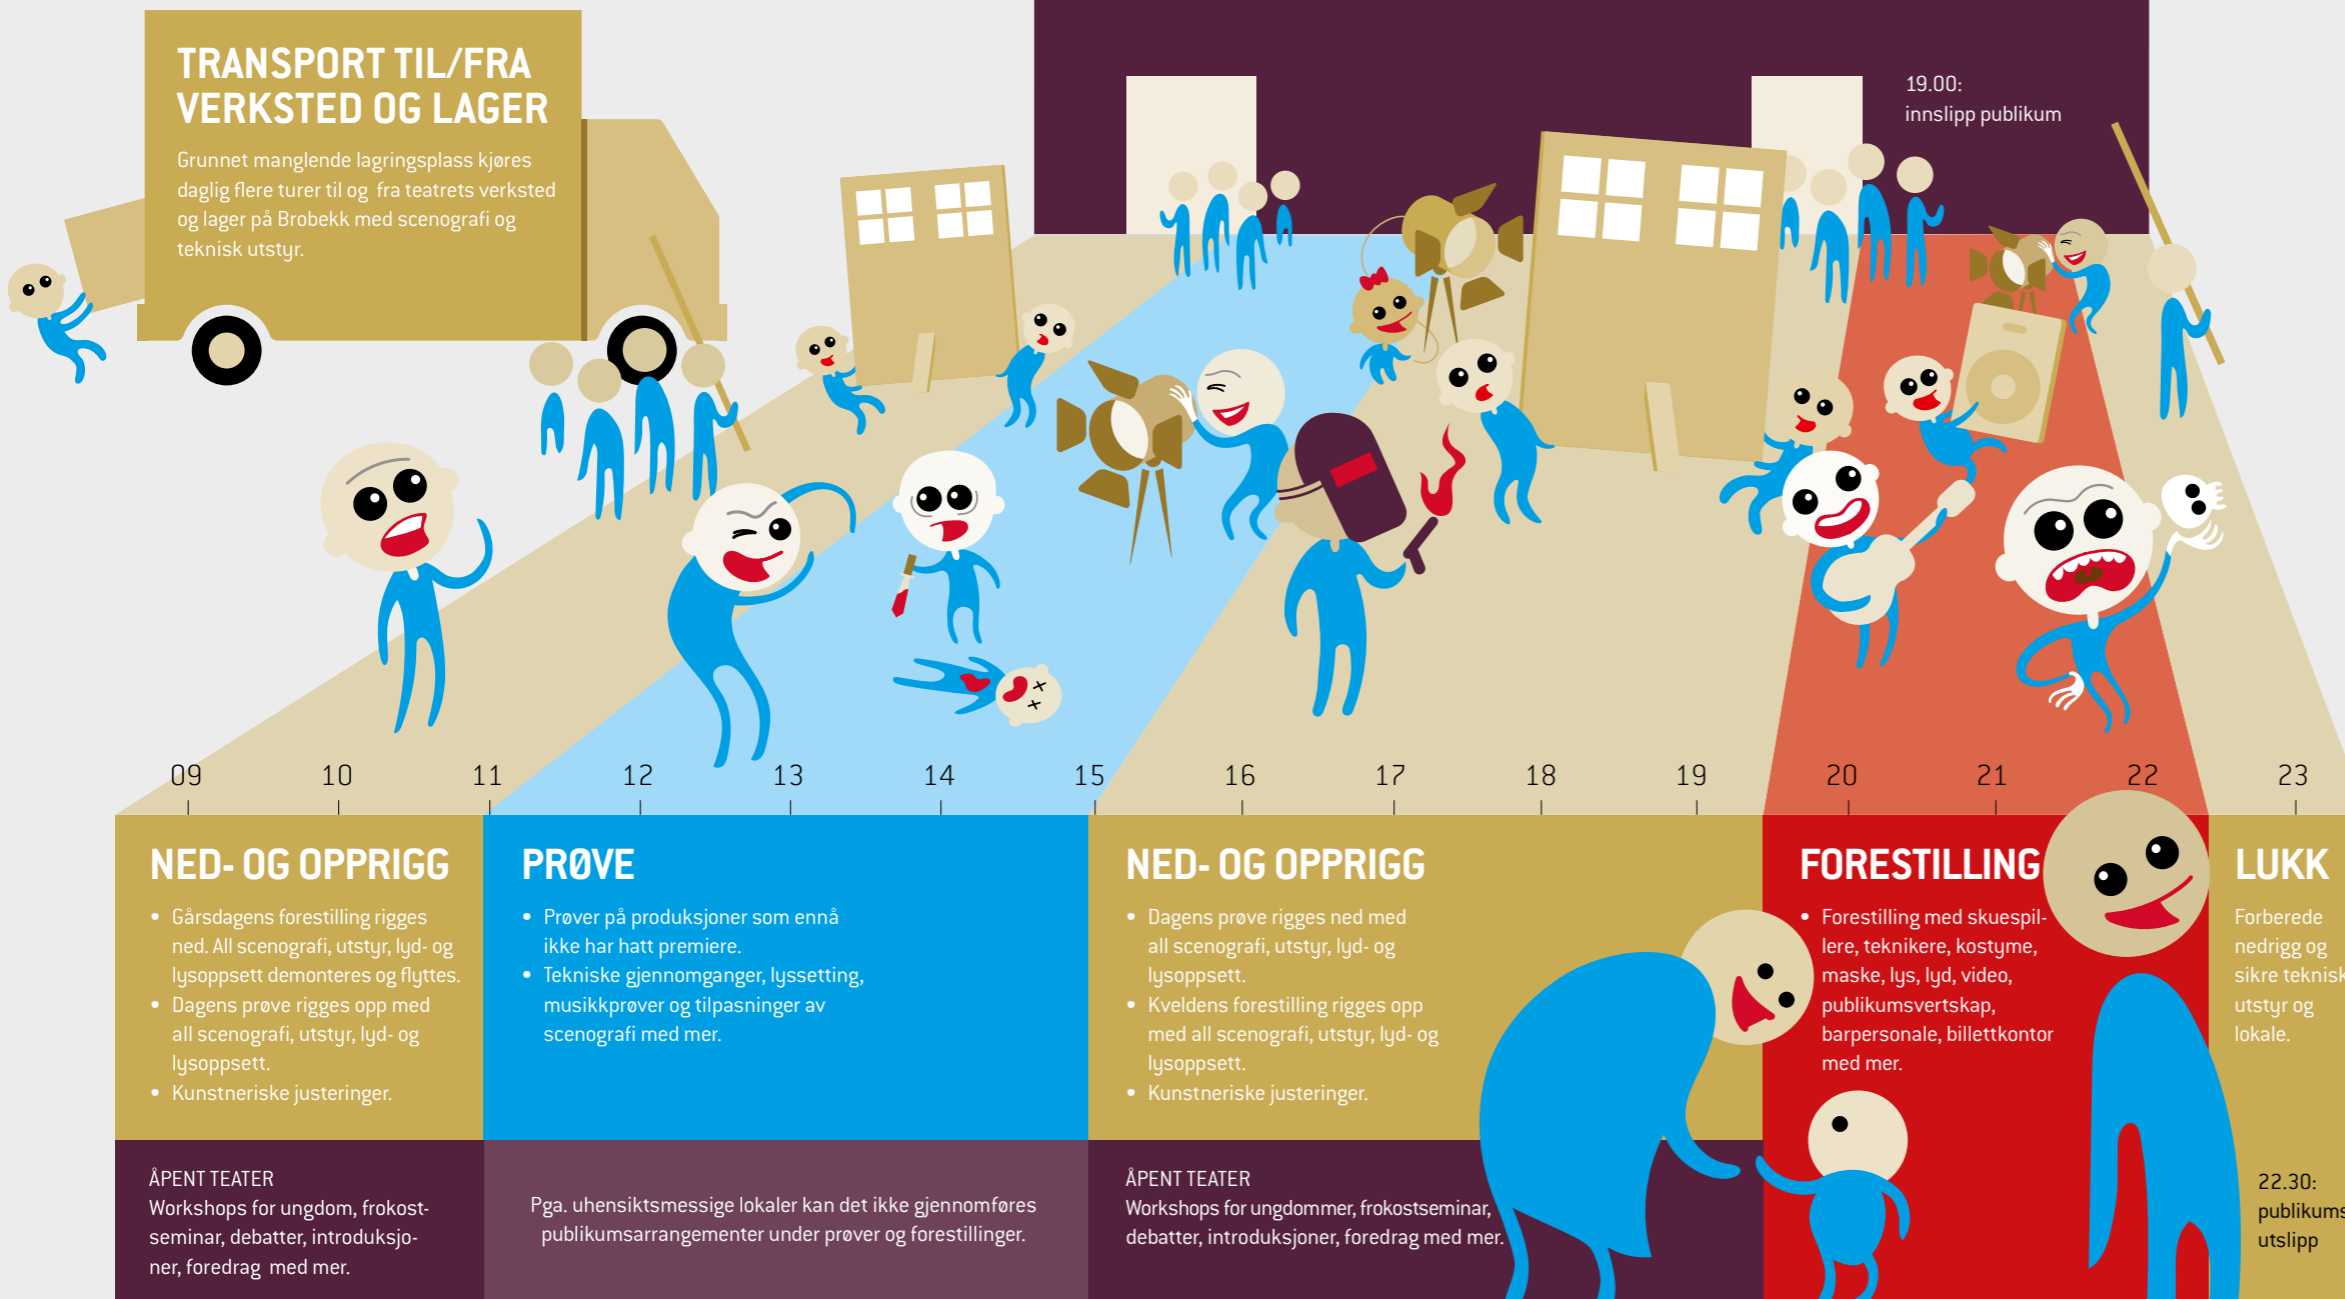 TRANSPORT TIL/FRA
VERKSTED OG LAGER
Grunnet manglende lagringsplass kjøres
daglig flere turer til og fra teatrets verksted
og lager på Brobekk med scenografi og
teknisk utstyr.
19.00:
innslipp publikum
09 10 11 12 13 14 15 16 17 18 19 20 21 22 23
NED- OG OPPRIGG
• Gårsdagens forestilling rigges
ned. All scenografi, utstyr, lyd- og
lysoppsett demonteres og flyttes.
• Dagens prøve rigges opp med
all scenografi, utstyr, lyd- og
lysoppsett.
• Kunstneriske justeringer.
PRØVE
• Prøver på produksjoner som ennå
ikke har hatt premiere.
• Tekniske gjennomganger, lyssetting,
musikkprøver og tilpasninger av
scenografi med mer.
NED- OG OPPRIGG
• Dagens prøve rigges ned med
all scenografi, utstyr, lyd- og
lysoppsett.
• Kveldens forestilling rigges opp
med all scenografi, utstyr, lyd- og
lysoppsett.
• Kunstneriske justeringer.
FORESTILLING
• Forestilling med skuespil-
lere, teknikere, kostyme,
maske, lys, lyd, video,
publikumsvertskap,
barpersonale, billettkontor
med mer.
LUKK
Forberede
nedrigg og
sikre teknisk
utstyr og
lokale.
ÅPENT TEATER
Workshops for ungdom, frokost-
seminar, debatter, introduksjo-
ner, foredrag med mer.
Pga. uhensiktsmessige lokaler kan det ikke gjennomføres
publikumsarrangementer under prøver og forestillinger.
ÅPENT TEATER
Workshops for ungdommer, frokostseminar,
debatter, introduksjoner, foredrag med mer.
22.30:
publikums
utslipp